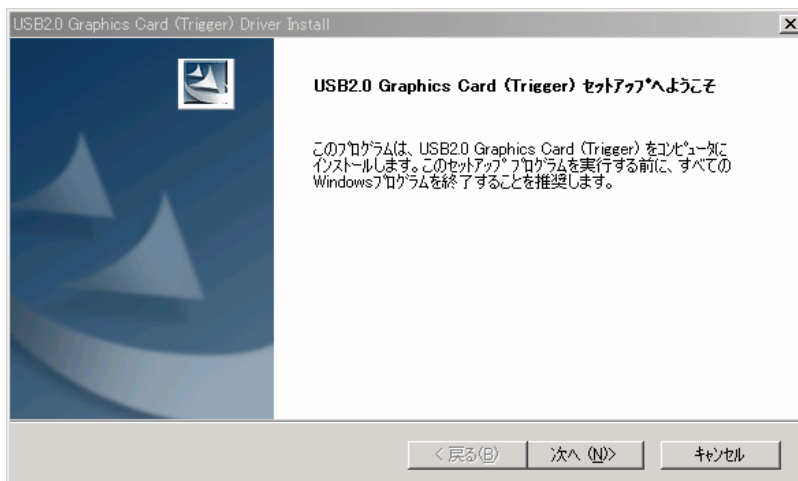 USB2.0 Graphics Card (Trigger) Driver Install
USB2.0 Graphics Card (Trigger) ｾｯﾄｱｯﾌﾟへようこそ
このﾌﾟﾛｸﾞﾗﾑは、USB2.0 Graphics Card (Trigger) をｺﾝﾋﾟｭｰﾀに
ｲﾝｽﾄｰﾙします。このｾｯﾄｱｯﾌﾟ ﾌﾟﾛｸﾞﾗﾑを実行する前に、すべての
Windowsﾌﾟﾛｸﾞﾗﾑを終了することを推奨します。
< 戻る(B)
次へ (N)>
ｷｬﾝｾﾙ